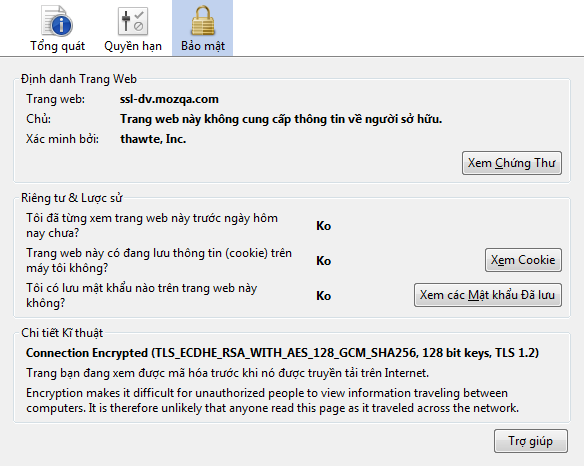 Tổng quát Quyền hạn Bảo mật
Định danh Trang Web
Trang web: ssl-dv.mozqa.com
Chủ: Trang web này không cung cấp thông tin về người sở hữu.
Xác minh bởi: thawte, Inc.
Xem Chứng Thư
Riêng tư & Lược sử
Tôi đã từng xem trang web này trước ngày hôm
nay chưa?
Ko
Trang web này có đang lưu thông tin (cookie) trên
máy tôi không?
Ko
Xem Cookie
Tôi có lưu mật khẩu nào trên trang web này
không?
Ko
Xem các Mật khẩu Đã lưu
Chi tiết Kĩ thuật
Connection Encrypted (TLS_ECDHE_RSA_WITH_AES_128_GCM_SHA256, 128 bit keys, TLS 1.2)
Trang bạn đang xem được mã hóa trước khi nó được truyền tải trên Internet.
Encryption makes it difficult for unauthorized people to view information traveling between
computers. It is therefore unlikely that anyone read this page as it traveled across the network.
Trợ giúp